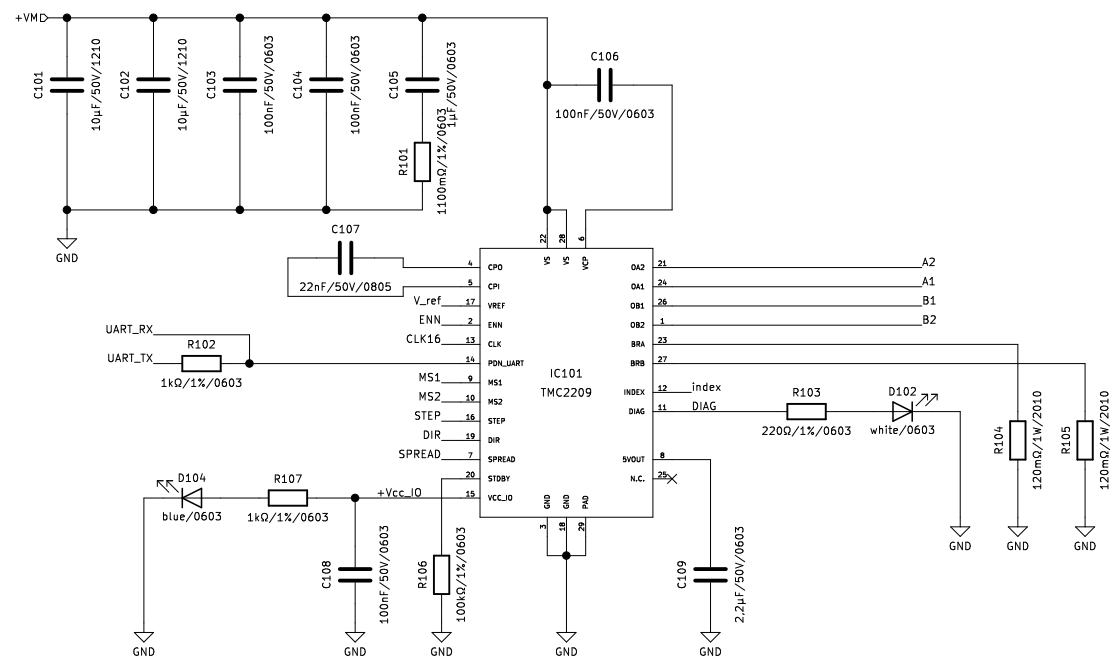 +VM
C101
10µF/50V/1210
C102
10µF/50V/1210
C103
100nF/50V/0603
C104
100nF/50V/0603
C105
1µF/50V/0603
R101
1100mΩ/1%/0603
C106
100nF/50V/0603
GND
C107
22nF/50V/0805
22
28
6
VS
VS
VCP
4 CPO
5 CPI
V_ref 17 VREF
ENN 2 ENN
CLK16 13 CLK
UART_RX
UART_TX
R102
1kΩ/1%/0603
14 PDN_UART
MS1 9 MS1
MS2 10 MS2
STEP 16 STEP
DIR 19 DIR
SPREAD 7 SPREAD
20 STDBY
+Vcc_IO 15 VCC_IO
IC101
TMC2209
OA2 21 A2
OA1 24 A1
OB1 26 B1
OB2 1 B2
BRA 23
BRB 27
INDEX 12 index
DIAG 11 DIAG
5VOUT 8
N.C. 25
R103
220Ω/1%/0603
D102
white/0603
R104
120mΩ/1W/2010
R105
120mΩ/1W/2010
GND
GND
GND
D104
blue/0603
R107
1kΩ/1%/0603
GND
GND
PAD
3
18
29
C108
100nF/50V/0603
R106
100kΩ/1%/0603
C109
2,2µF/50V/0603
GND
GND
GND
GND
GND